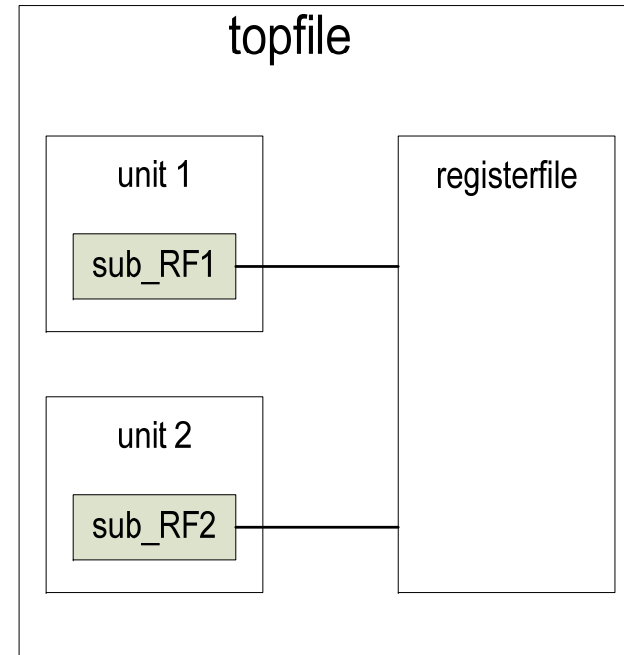 topfile
unit 1
sub_RF1
registerfile
unit 2
sub_RF2